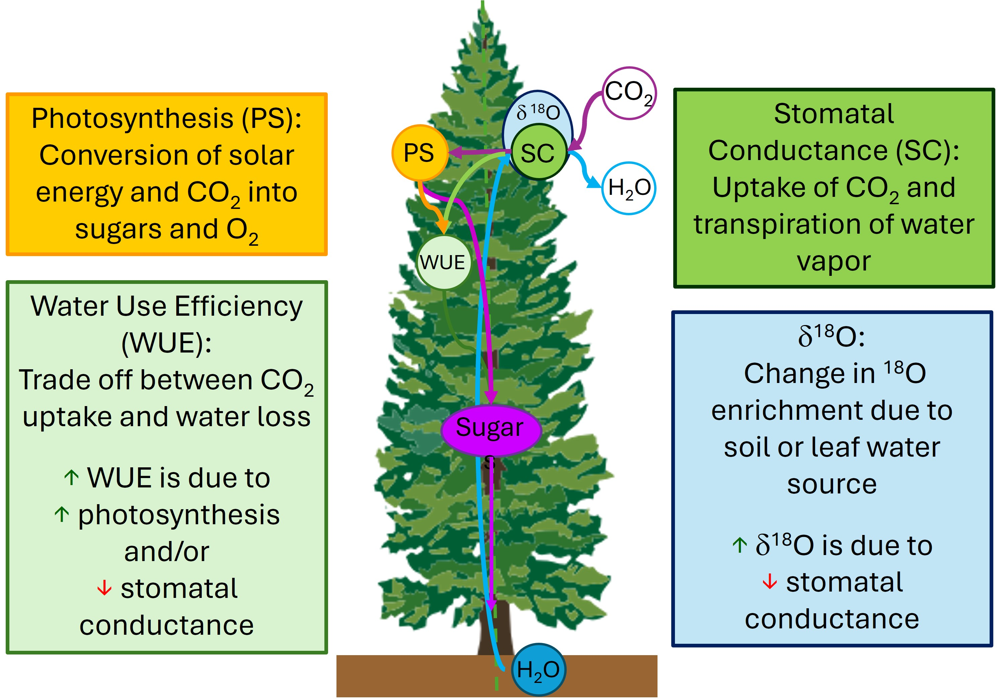 Photosynthesis (PS):
Conversion of solar
energy and CO₂ into
sugars and O₂
Water Use Efficiency
(WUE):
Trade off between CO₂
uptake and water loss
↑ WUE is due to
↑ photosynthesis
and/or
↓ stomatal
conductance
CO₂
δ ¹⁸O
PS
SC
H₂O
WUE
Sugar
s
H₂O
Stomatal
Conductance (SC):
Uptake of CO₂ and
transpiration of water
vapor
δ¹⁸O:
Change in ¹⁸O
enrichment due to
soil or leaf water
source
↑ δ¹⁸O is due to
↓ stomatal
conductance